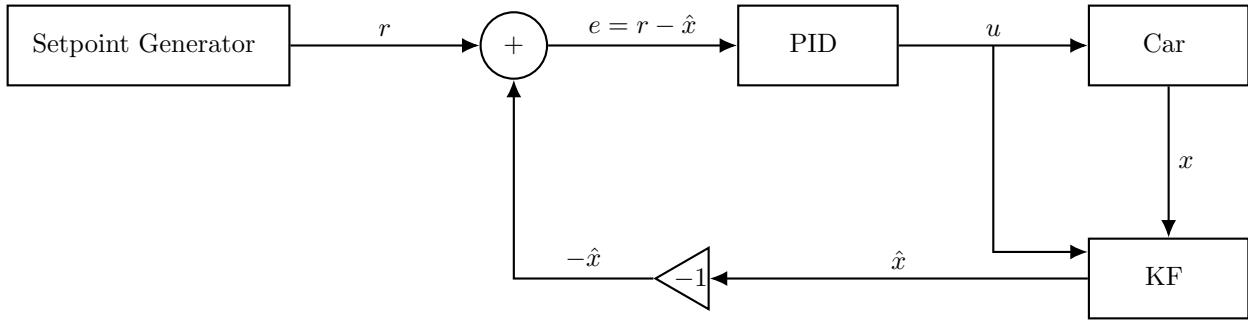 Setpoint Generator
r
+
e = r − x̂
PID
u
Car
x
−x̂
−1
x̂
KF